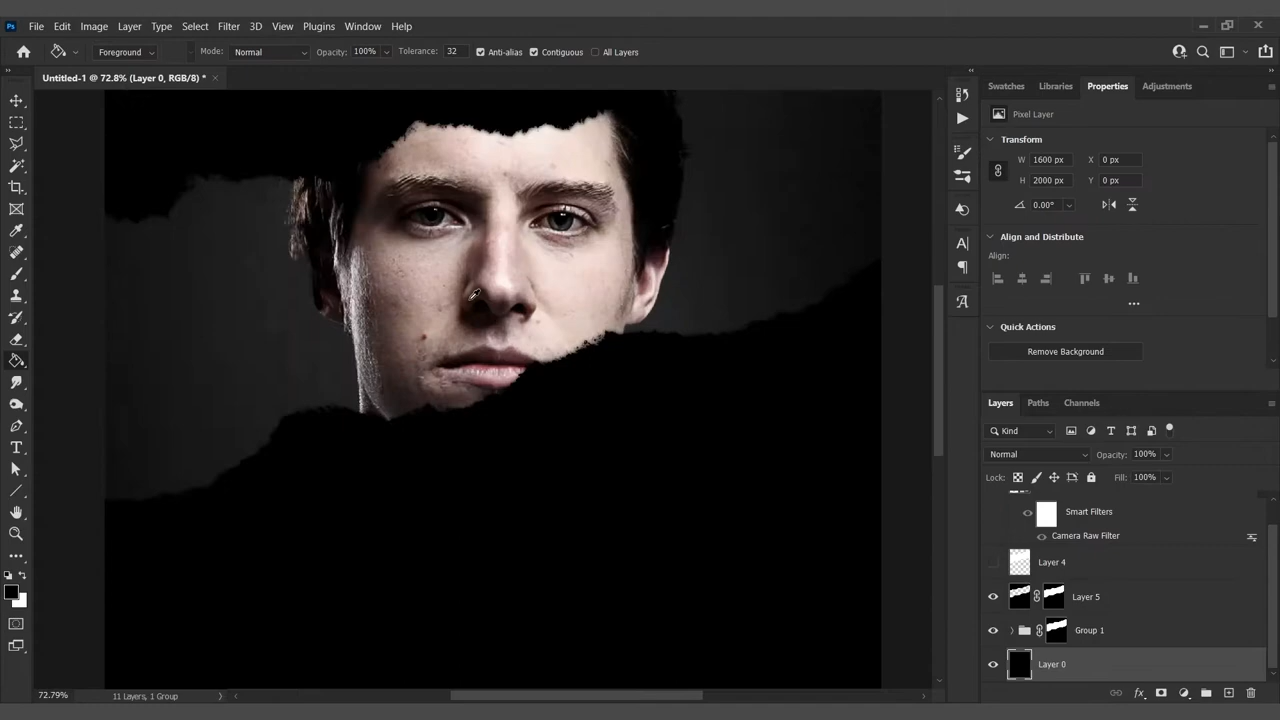 Ps File Edit Image Layer Type Select Filter 3D View Plugins Window Help
Foreground Mode: Normal Opacity: 100% Tolerance: 32 Anti-alias Contiguous All Layers
Untitled-1 @ 72.8% (Layer 0, RGB/8) *
Swatches Libraries Properties Adjustments
Pixel Layer
Transform
W 1600 px X 0 px
H 2000 px Y 0 px
0.00°
Align and Distribute
Align:
Quick Actions
Remove Background
Layers Paths Channels
Kind
Normal Opacity: 100%
Lock: Fill: 100%
Smart Filters
Camera Raw Filter
Layer 4
Layer 5
Group 1
Layer 0
72.79% 11 Layers, 1 Group